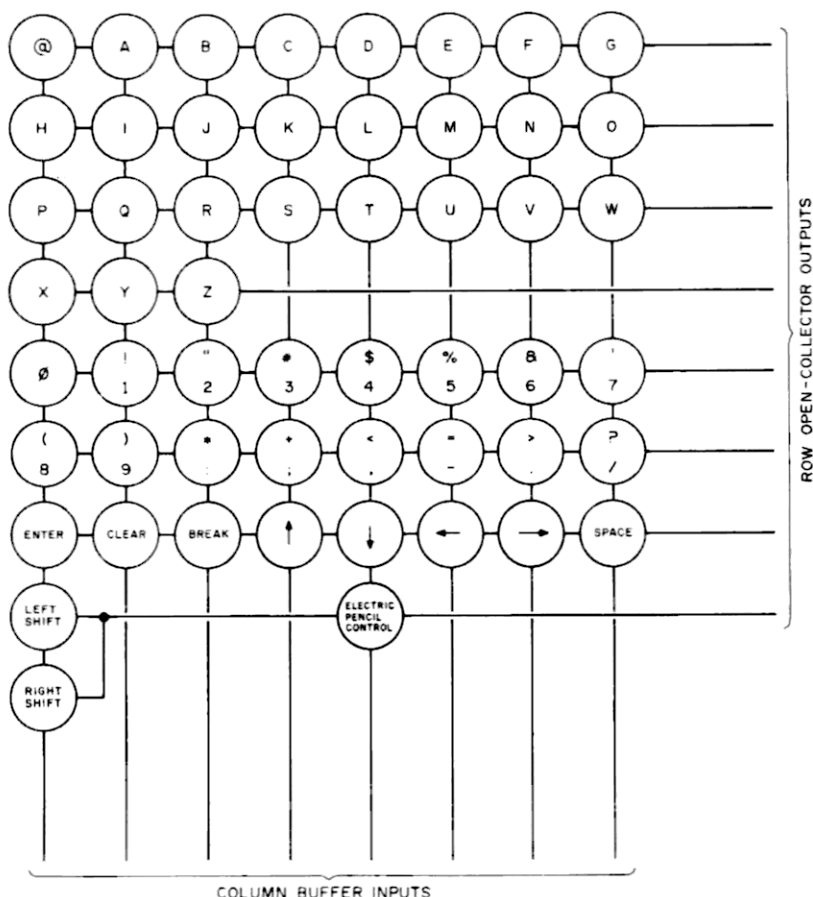 @ A B C D E F G
H I J K L M N O
P Q R S T U V W
X Y Z
! " # $ % & '
Ø 1 2 3 4 5 6 7
( ) * + < = > ?
8 9 : ; , - . /
ENTER CLEAR BREAK ↑ ↓ ← → SPACE
LEFT
SHIFT
ELECTRIC
PENCIL
CONTROL
RIGHT
SHIFT
ROW OPEN-COLLECTOR OUTPUTS
COLUMN BUFFER INPUTS